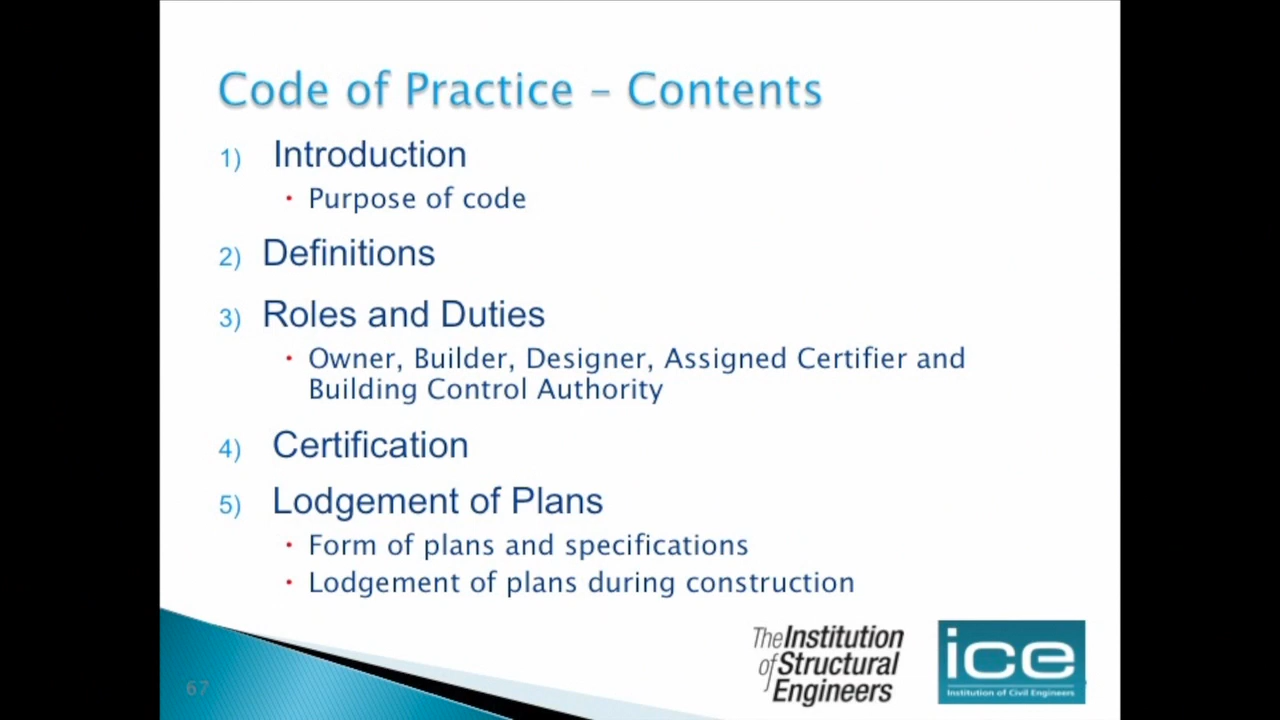 Code of Practice – Contents
1) Introduction
• Purpose of code
2) Definitions
3) Roles and Duties
• Owner, Builder, Designer, Assigned Certifier and
Building Control Authority
4) Certification
5) Lodgement of Plans
• Form of plans and specifications
• Lodgement of plans during construction
The Institution
of Structural
Engineers
ice
Institution of Civil Engineers
67